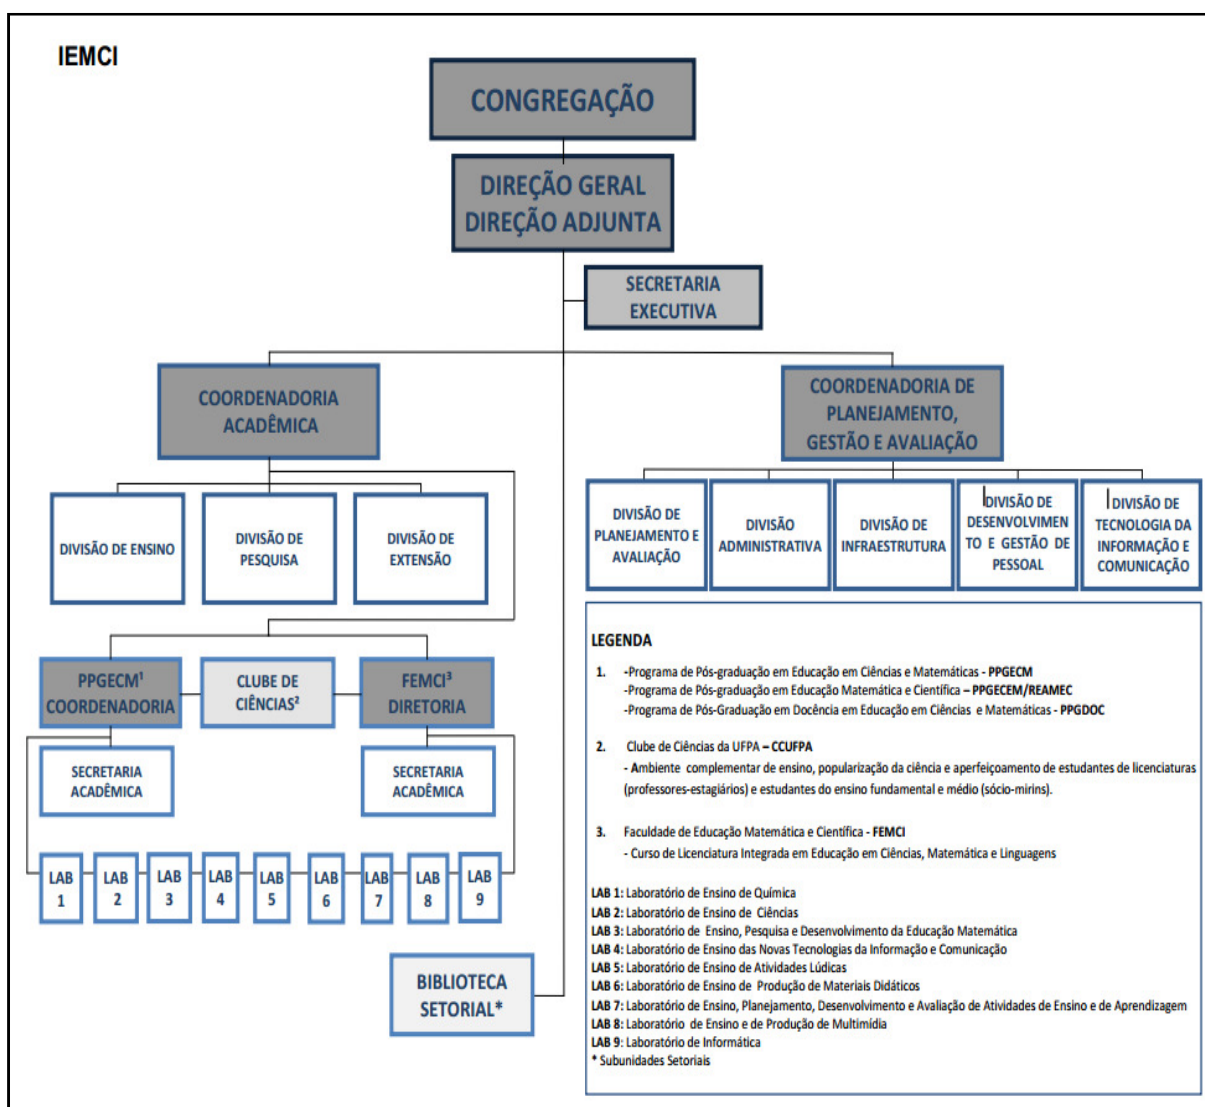 IEMCI
CONGREGAÇÃO
DIREÇÃO GERAL
DIREÇÃO ADJUNTA
SECRETARIA
EXECUTIVA
COORDENADORIA
ACADÊMICA
COORDENADORIA DE
PLANEJAMENTO,
GESTÃO E AVALIAÇÃO
DIVISÃO DE ENSINO
DIVISÃO DE
PESQUISA
DIVISÃO DE
EXTENSÃO
DIVISÃO DE
PLANEJAMENTO E
AVALIAÇÃO
DIVISÃO
ADMINISTRATIVA
DIVISÃO DE
INFRAESTRUTURA
DIVISÃO DE
DESENVOLVIMEN
TO E GESTÃO DE
PESSOAL
DIVISÃO DE
TECNOLOGIA DA
INFORMAÇÃO E
COMUNICAÇÃO
PPGECM¹
COORDENADORIA
CLUBE DE
CIÊNCIAS²
FEMCI³
DIRETORIA
SECRETARIA
ACADÊMICA
SECRETARIA
ACADÊMICA
LAB
1
LAB
2
LAB
3
LAB
4
LAB
5
LAB
6
LAB
7
LAB
8
LAB
9
BIBLIOTECA
SETORIAL*
LEGENDA
1. -Programa de Pós-graduação em Educação em Ciências e Matemáticas - PPGECM
-Programa de Pós-graduação em Educação Matemática e Científica – PPGECEM/REAMEC
-Programa de Pós-Graduação em Docência em Educação em Ciências e Matemáticas - PPGDOC
2. Clube de Ciências da UFPA – CCUFPA
- Ambiente complementar de ensino, popularização da ciência e aperfeiçoamento de estudantes de licenciaturas
(professores-estagiários) e estudantes do ensino fundamental e médio (sócio-mirins).
3. Faculdade de Educação Matemática e Científica - FEMCI
- Curso de Licenciatura Integrada em Educação em Ciências, Matemática e Linguagens
LAB 1: Laboratório de Ensino de Química
LAB 2: Laboratório de Ensino de Ciências
LAB 3: Laboratório de Ensino, Pesquisa e Desenvolvimento da Educação Matemática
LAB 4: Laboratório de Ensino das Novas Tecnologias da Informação e Comunicação
LAB 5: Laboratório de Ensino de Atividades Lúdicas
LAB 6: Laboratório de Ensino de Produção de Materiais Didáticos
LAB 7: Laboratório de Ensino, Planejamento, Desenvolvimento e Avaliação de Atividades de Ensino e de Aprendizagem
LAB 8: Laboratório de Ensino e de Produção de Multimídia
LAB 9: Laboratório de Informática
* Subunidades Setoriais